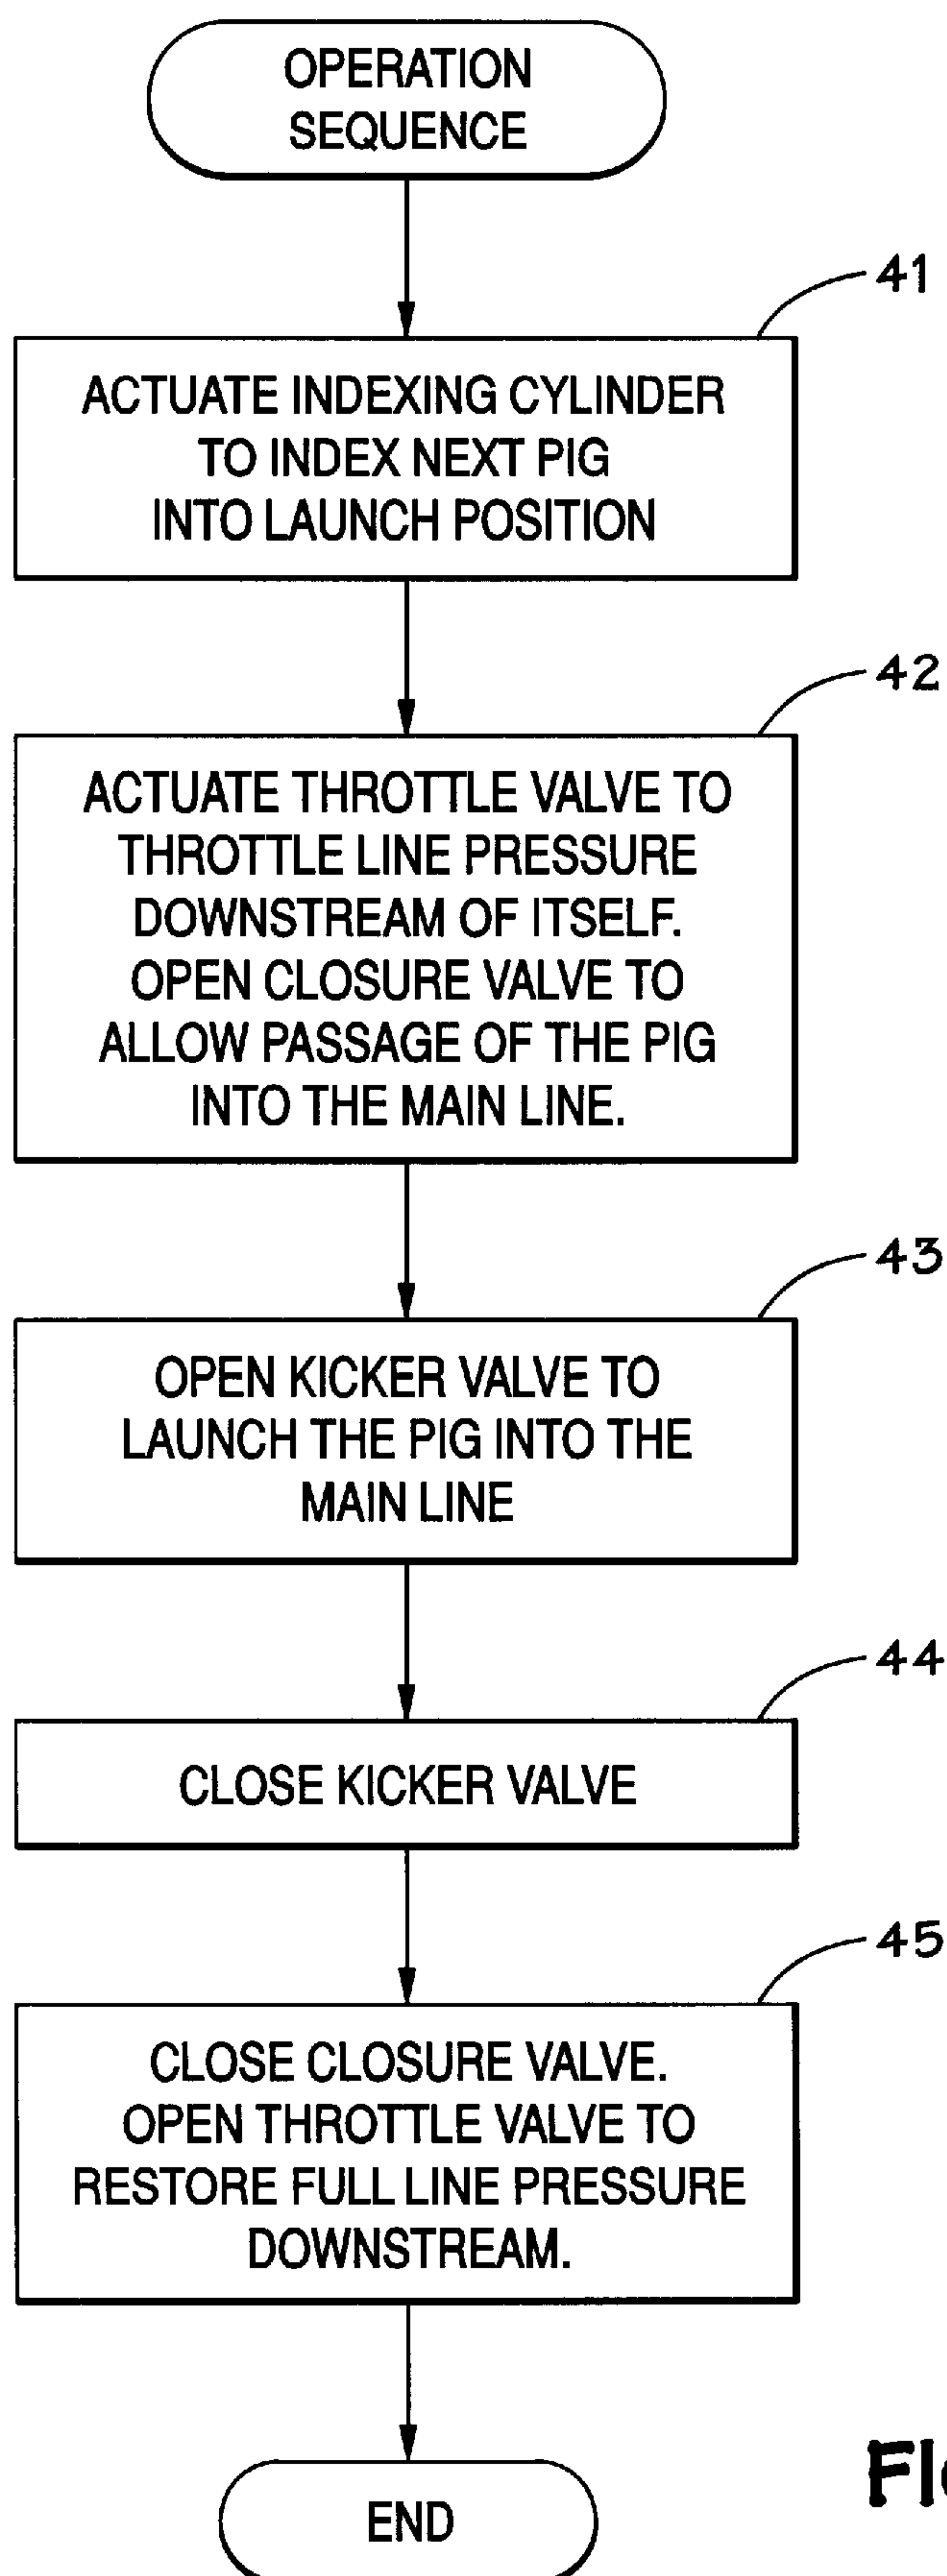 OPERATION
SEQUENCE
41
ACTUATE INDEXING CYLINDER
TO INDEX NEXT PIG
INTO LAUNCH POSITION
42
ACTUATE THROTTLE VALVE TO
THROTTLE LINE PRESSURE
DOWNSTREAM OF ITSELF.
OPEN CLOSURE VALVE TO
ALLOW PASSAGE OF THE PIG
INTO THE MAIN LINE.
43
OPEN KICKER VALVE TO
LAUNCH THE PIG INTO THE
MAIN LINE
44
CLOSE KICKER VALVE
45
CLOSE CLOSURE VALVE.
OPEN THROTTLE VALVE TO
RESTORE FULL LINE PRESSURE
DOWNSTREAM.
END